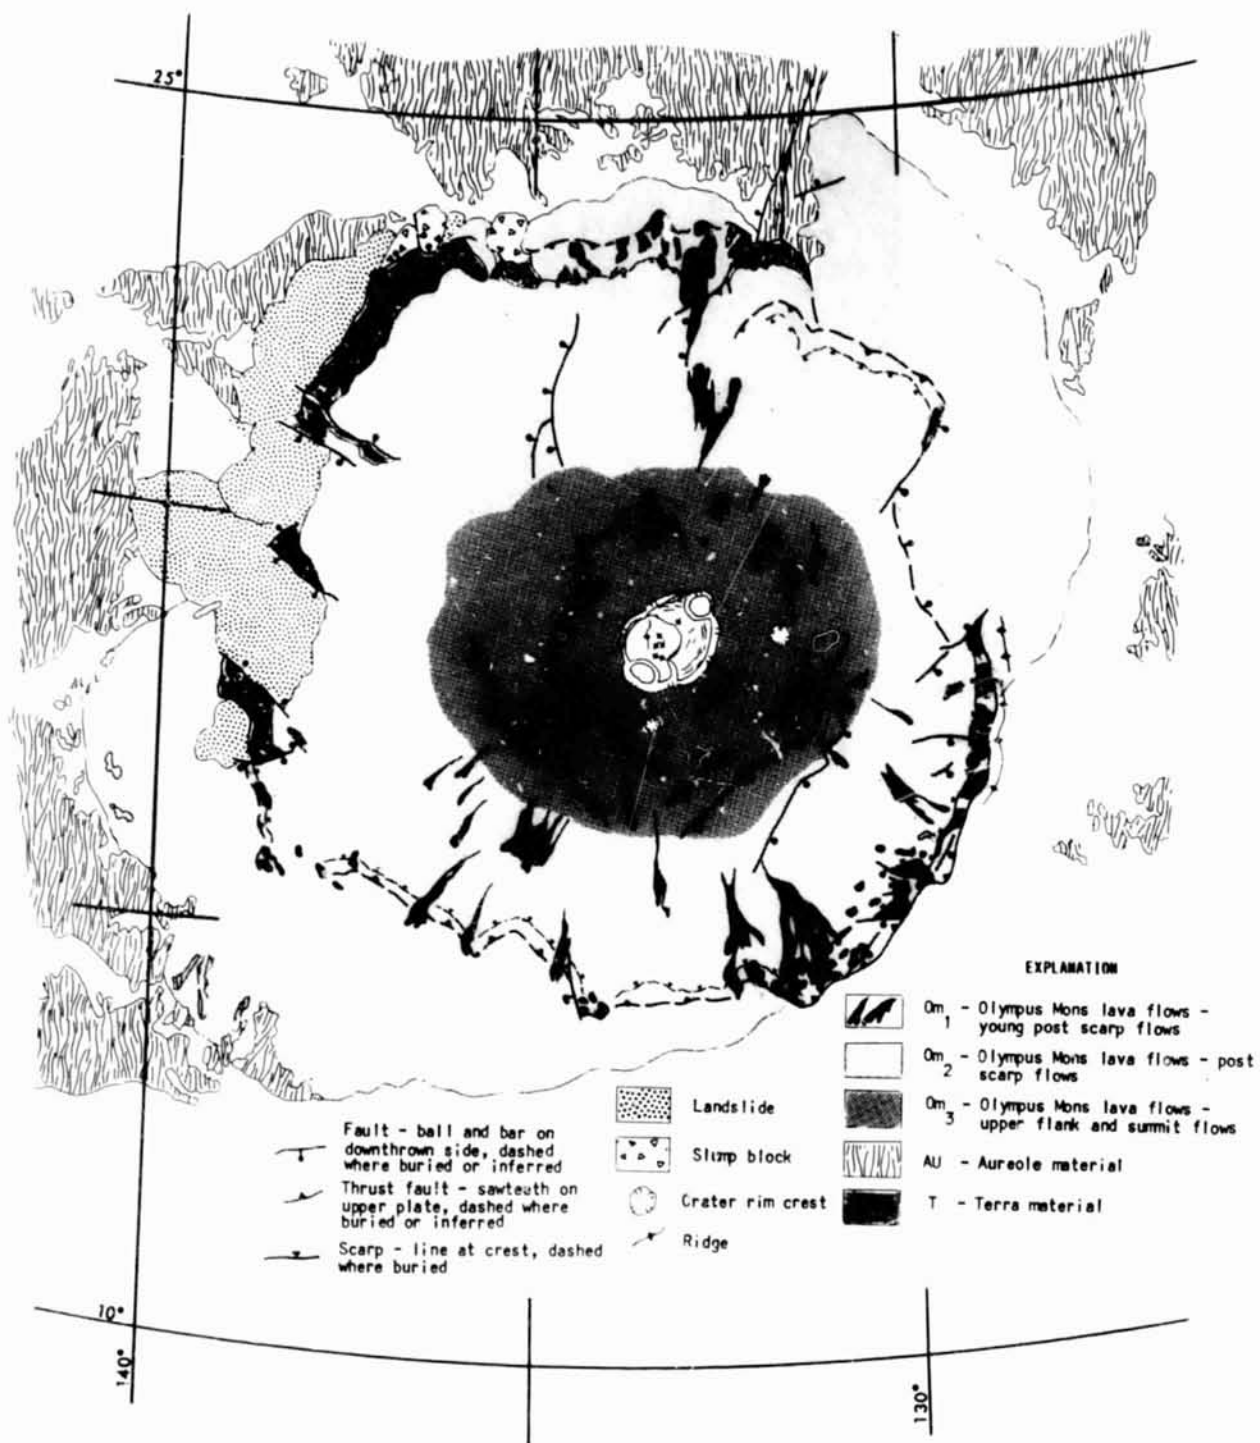 25°
EXPLANATION
Om1 - Olympus Mons lava flows -
young post scarp flows
Om2 - Olympus Mons lava flows - post
scarp flows
Om3 - Olympus Mons lava flows -
upper flank and summit flows
AU - Aureole material
T - Terra material
Landslide
Slump block
Crater rim crest
Ridge
Fault - ball and bar on
downthrown side, dashed
where buried or inferred
Thrust fault - sawteeth on
upper plate, dashed where
buried or inferred
Scarp - line at crest, dashed
where buried
10°
140°
130°